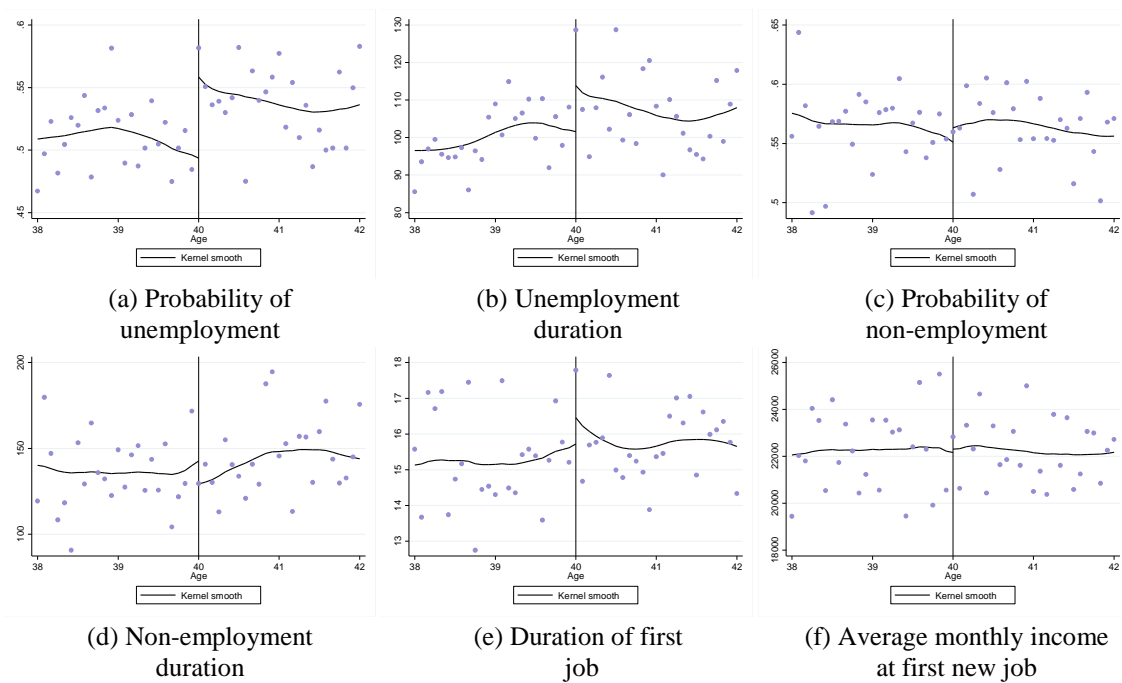 .6
.55
.5
.45
38 39 40 41 42
Age
Kernel smooth
(a) Probability of
unemployment
130
120
110
100
90
80
38 39 40 41 42
Age
Kernel smooth
(b) Unemployment
duration
.65
.6
.55
.5
38 39 40 41 42
Age
Kernel smooth
(c) Probability of
non-employment
200
150
100
38 39 40 41 42
Age
Kernel smooth
(d) Non-employment
duration
18
17
16
15
14
13
38 39 40 41 42
Age
Kernel smooth
(e) Duration of first
job
26000
24000
22000
20000
18000
38 39 40 41 42
Age
Kernel smooth
(f) Average monthly income
at first new job